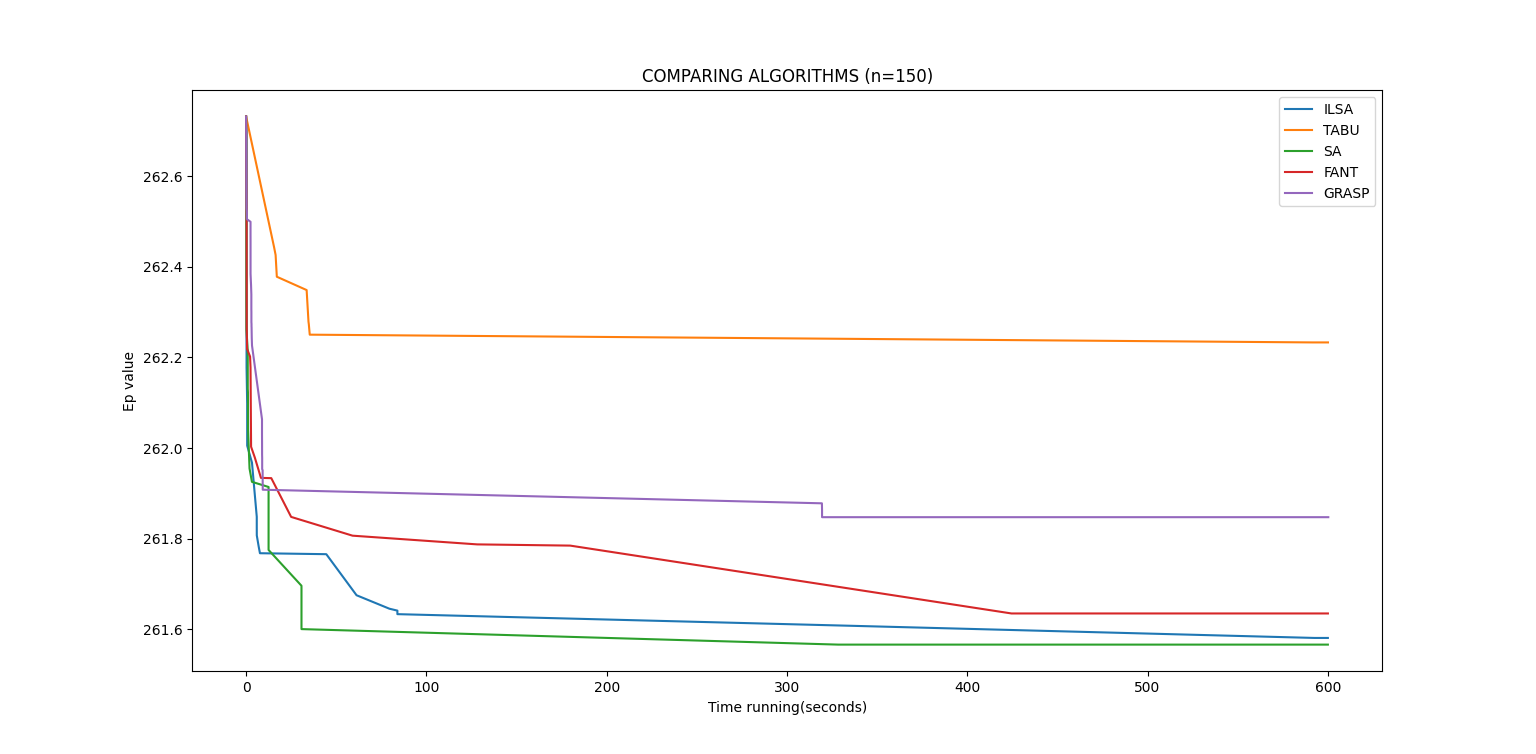 COMPARING ALGORITHMS (n=150)
ILSA
TABU
SA
FANT
GRASP
Ep value
262.6
262.4
262.2
262.0
261.8
261.6
0 100 200 300 400 500 600
Time running(seconds)